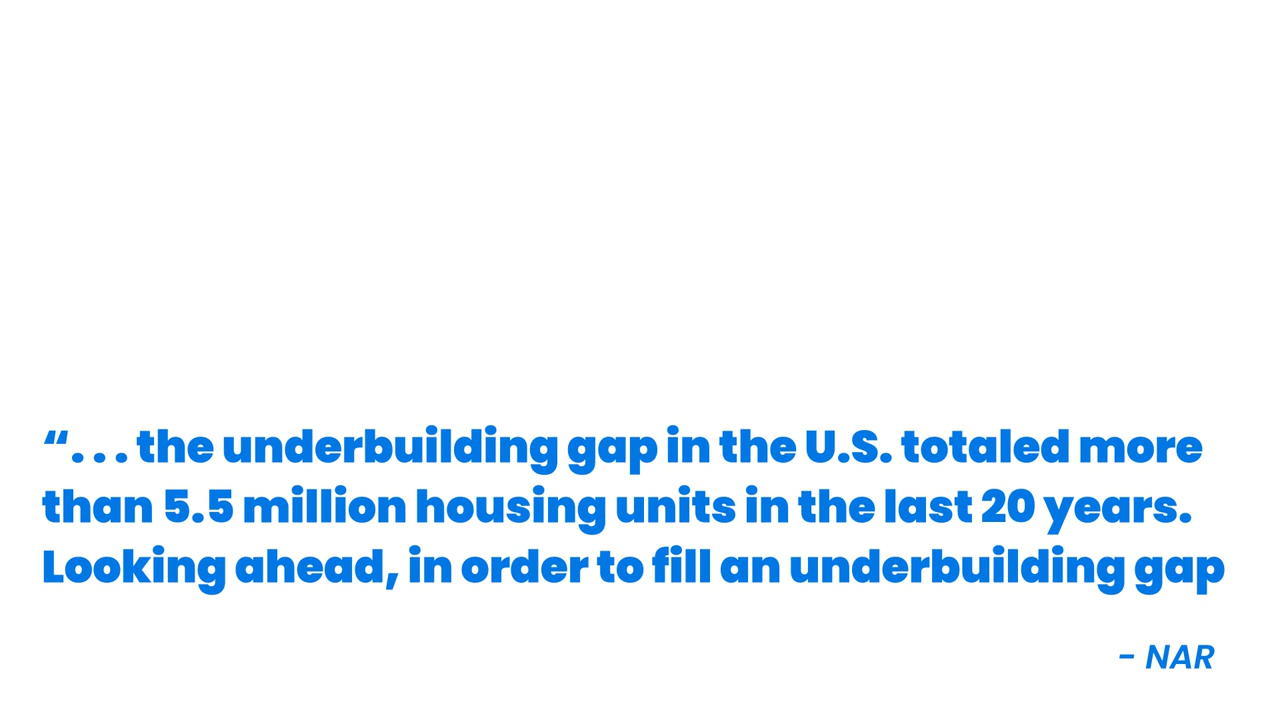 “. . . the underbuilding gap in the U.S. totaled more
than 5.5 million housing units in the last 20 years.
Looking ahead, in order to fill an underbuilding gap
- NAR